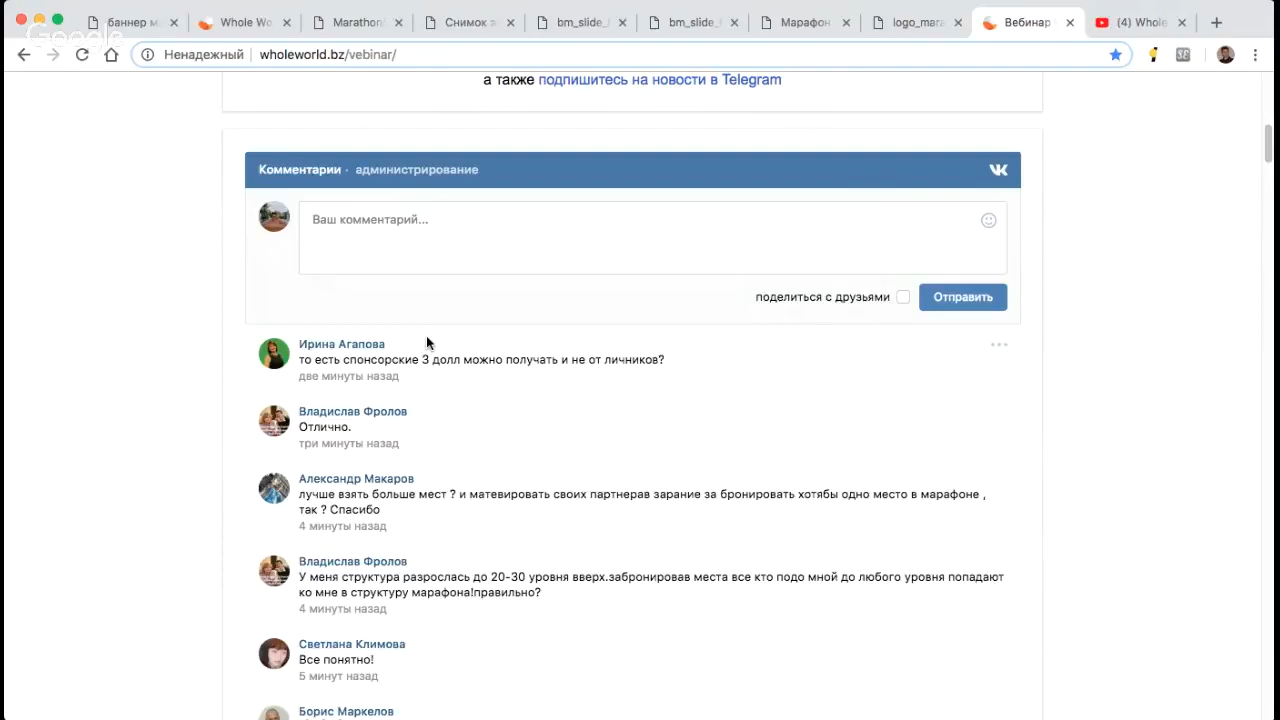 баннер ма
Whole Wo
Marathon
Снимок э
bm_slide_
bm_slide_
Марафон
logo_mara
Вебинар
(4) Whole
Google
Ненадежный
wholeworld.bz/vebinar/
а также подпишитесь на новости в Telegram
Комментарии · администрирование
Ваш комментарий...
поделиться с друзьями
Отправить
Ирина Агапова
то есть спонсорские 3 долл можно получать и не от личников?
две минуты назад
Владислав Фролов
Отлично.
три минуты назад
Александр Макаров
лучше взять больше мест ? и матевировать своих партнерав зарание за бронировать хотябы одно место в марафоне ,
так ? Спасибо
4 минуты назад
Владислав Фролов
У меня структура разрослась до 20-30 уровня вверх.забронировав места все кто подо мной до любого уровня попадают
ко мне в структуру марафона!правильно?
4 минуты назад
Светлана Климова
Все понятно!
5 минут назад
Борис Маркелов